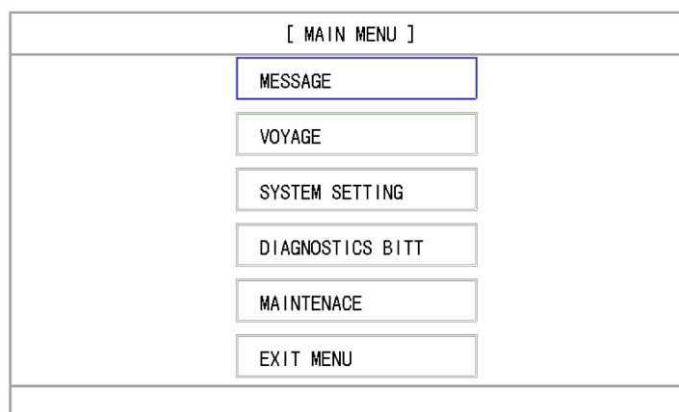 [ MAIN MENU ]
MESSAGE
VOYAGE
SYSTEM SETTING
DIAGNOSTICS BITT
MAINTENACE
EXIT MENU